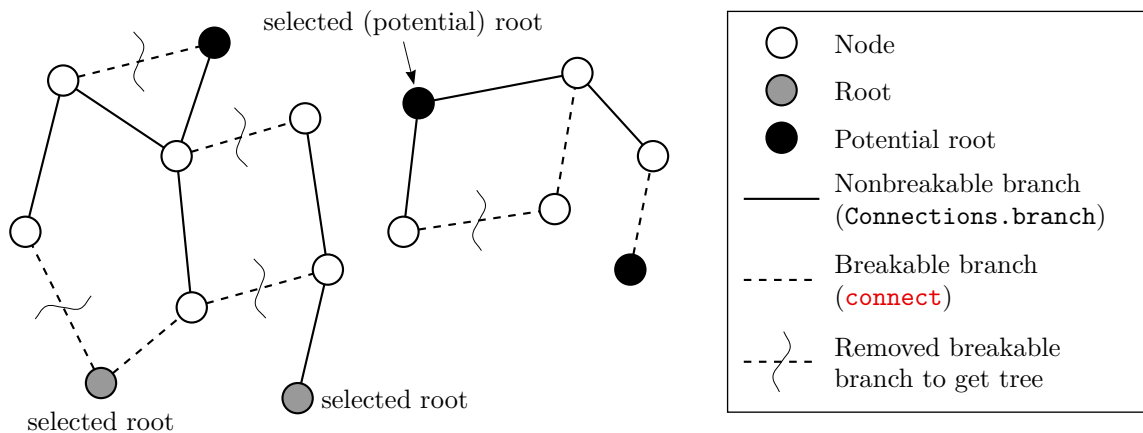 selected (potential) root
selected root
selected root
Node
Root
Potential root
Nonbreakable branch
(Connections.branch)
Breakable branch
(connect)
Removed breakable
branch to get tree